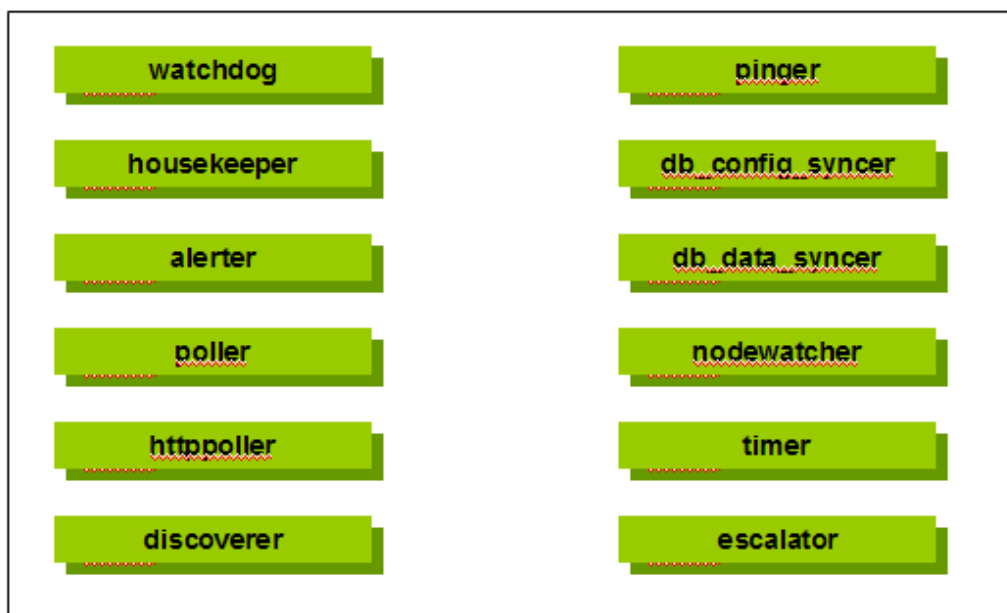 watchdog
housekeeper
alerter
poller
httppoller
discoverer
pinger
db_config_syncer
db_data_syncer
nodewatcher
timer
escalator